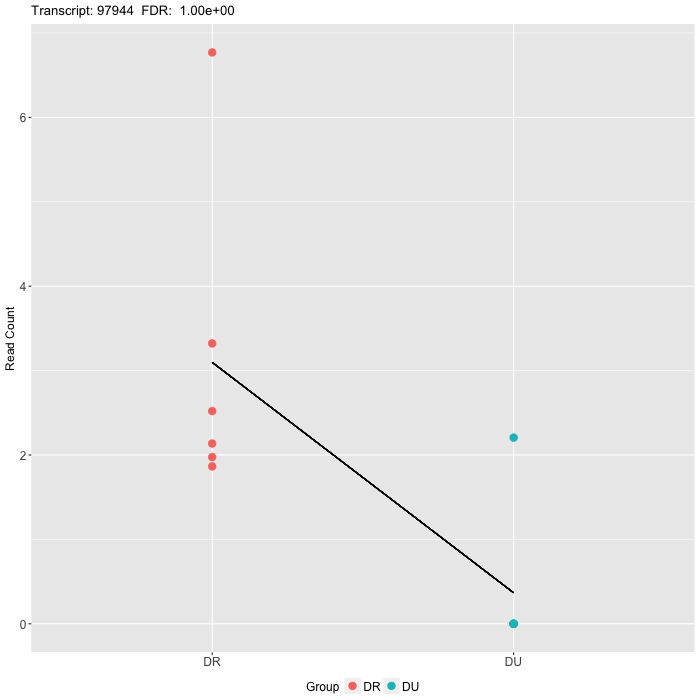 Transcript: 97944 FDR: 1.00e+00
6
4
2
0
Read Count
DR DU
Group DR DU